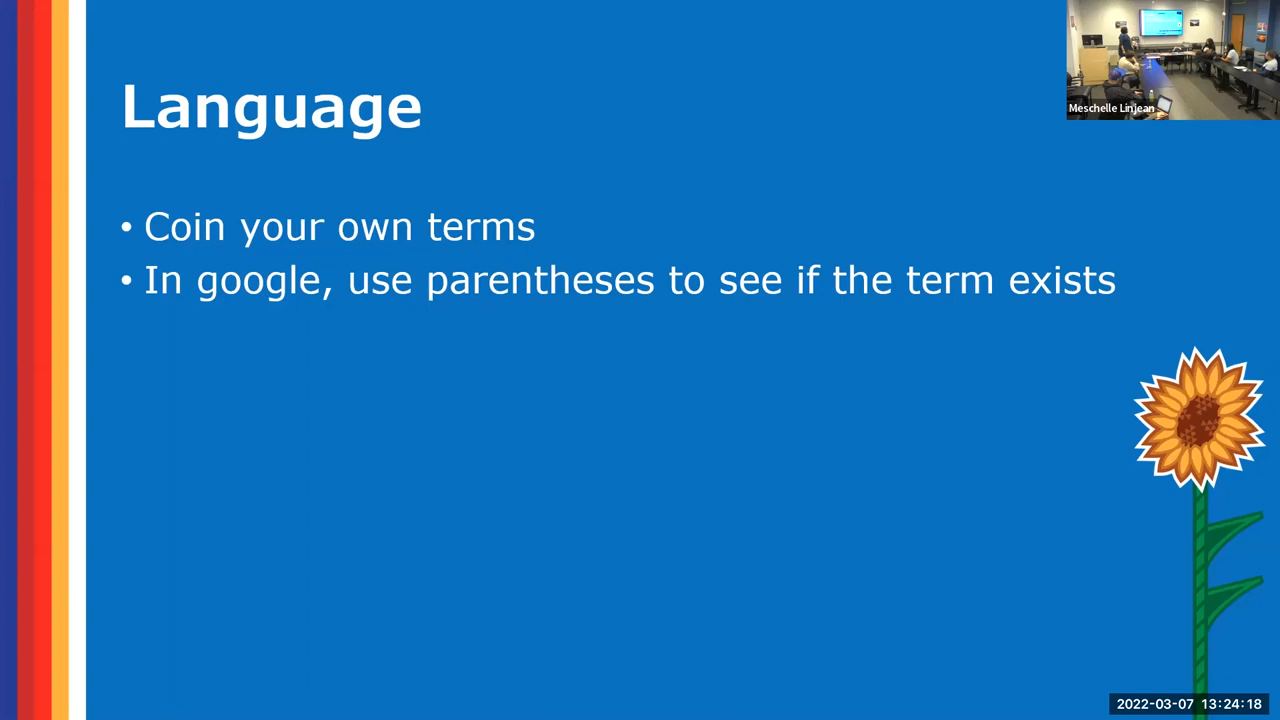 Language
• Coin your own terms
• In google, use parentheses to see if the term exists
Meschelle Linjean
2022-03-07 13:24:18